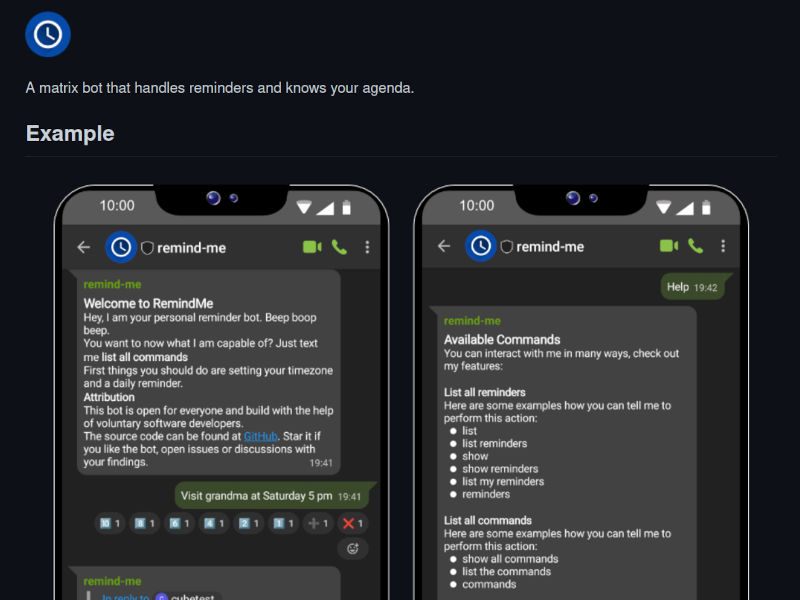 A matrix bot that handles reminders and knows your agenda.
Example
10:00
remind-me
remind-me
Welcome to RemindMe
Hey, I am your personal reminder bot. Beep boop
beep.
You want to now what I am capable of? Just text
me list all commands
First things you should do are setting your timezone
and a daily reminder.
Attribution
This bot is open for everyone and build with the help
of voluntary software developers.
The source code can be found at GitHub. Star it if
you like the bot, open issues or discussions with
your findings. 19:41
Visit grandma at Saturday 5 pm 19:41
10 1 8 1 6 1 4 1 2 1 1 1 ➕ 1 ❌ 1
remind-me
In reply to cubetest
10:00
remind-me
Help 19:42
remind-me
Available Commands
You can interact with me in many ways, check out
my features:
List all reminders
Here are some examples how you can tell me to
perform this action:
● list
● list reminders
● show
● show reminders
● list my reminders
● reminders
List all commands
Here are some examples how you can tell me to
perform this action:
● show all commands
● list the commands
● commands